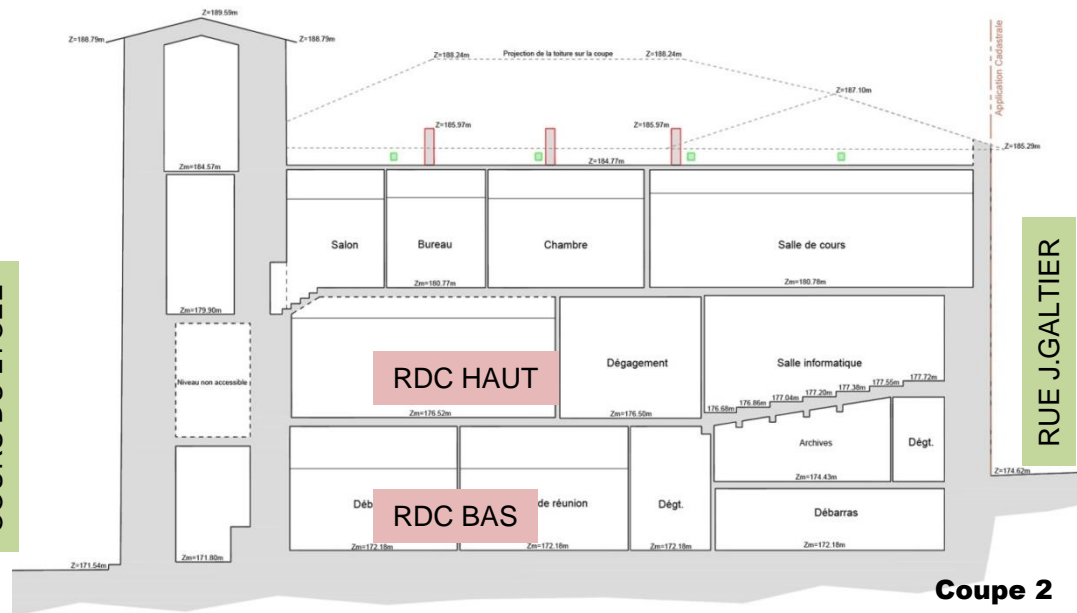 Z=189.59m
Z=188.79m
Z=188.79m
Z=188.24m
Projection de la toiture sur la coupe
Z=188.24m
Z=187.10m
Application Cadastrale
Z=185.97m
Z=185.97m
Z=185.29m
Zm=184.57m
Z=184.77m
Salon
Bureau
Chambre
Salle de cours
Zm=180.77m
Zm=180.78m
Zm=179.90m
RUE J.GALTIER
Niveau non accessible
RDC HAUT
Dégagement
Salle informatique
177.72m
177.55m
177.38m
177.20m
177.04m
176.86m
176.68m
Zm=176.52m
Zm=176.50m
Archives
Dégt.
Zm=174.43m
Z=174.62m
Déb
RDC BAS
de réunion
Dégt.
Débarras
Zm=171.80m
Zm=172.18m
Zm=172.18m
Zm=172.18m
Zm=172.18m
Z=171.54m
Coupe 2